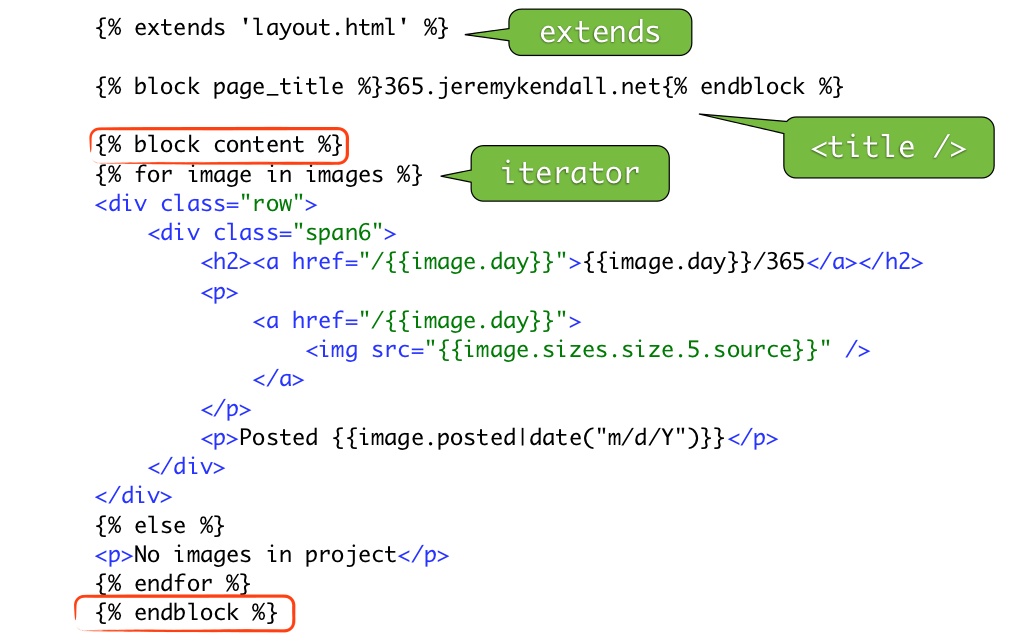 {% extends 'layout.html' %}
extends
{% block page_title %}365.jeremykendall.net{% endblock %}
<title />
{% block content %}
{% for image in images %}
iterator
<div class="row">
    <div class="span6">
        <h2><a href="/{{image.day}}">{{image.day}}/365</a></h2>
        <p>
            <a href="/{{image.day}}">
                <img src="{{image.sizes.size.5.source}}" />
            </a>
        </p>
        <p>Posted {{image.posted|date("m/d/Y")}}</p>
    </div>
</div>
{% else %}
<p>No images in project</p>
{% endfor %}
{% endblock %}